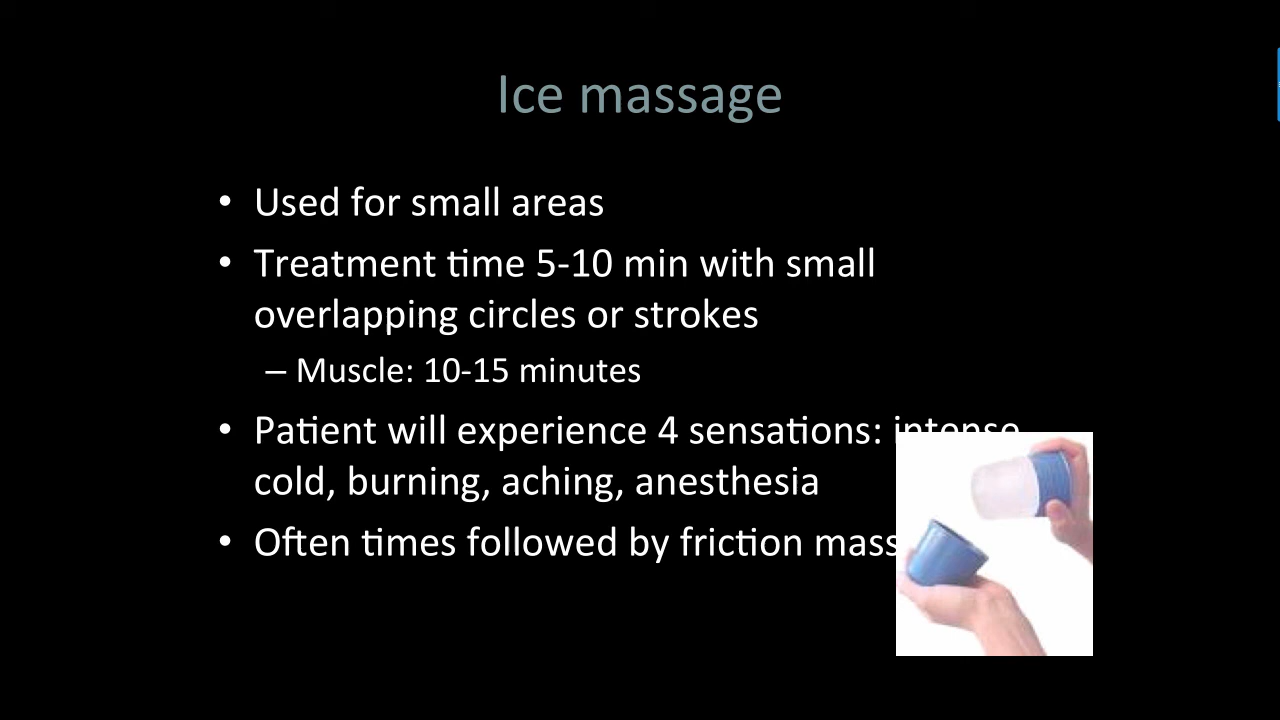 Ice massage
• Used for small areas
• Treatment time 5-10 min with small
overlapping circles or strokes
– Muscle: 10-15 minutes
• Patient will experience 4 sensations: intense
cold, burning, aching, anesthesia
• Often times followed by friction mass